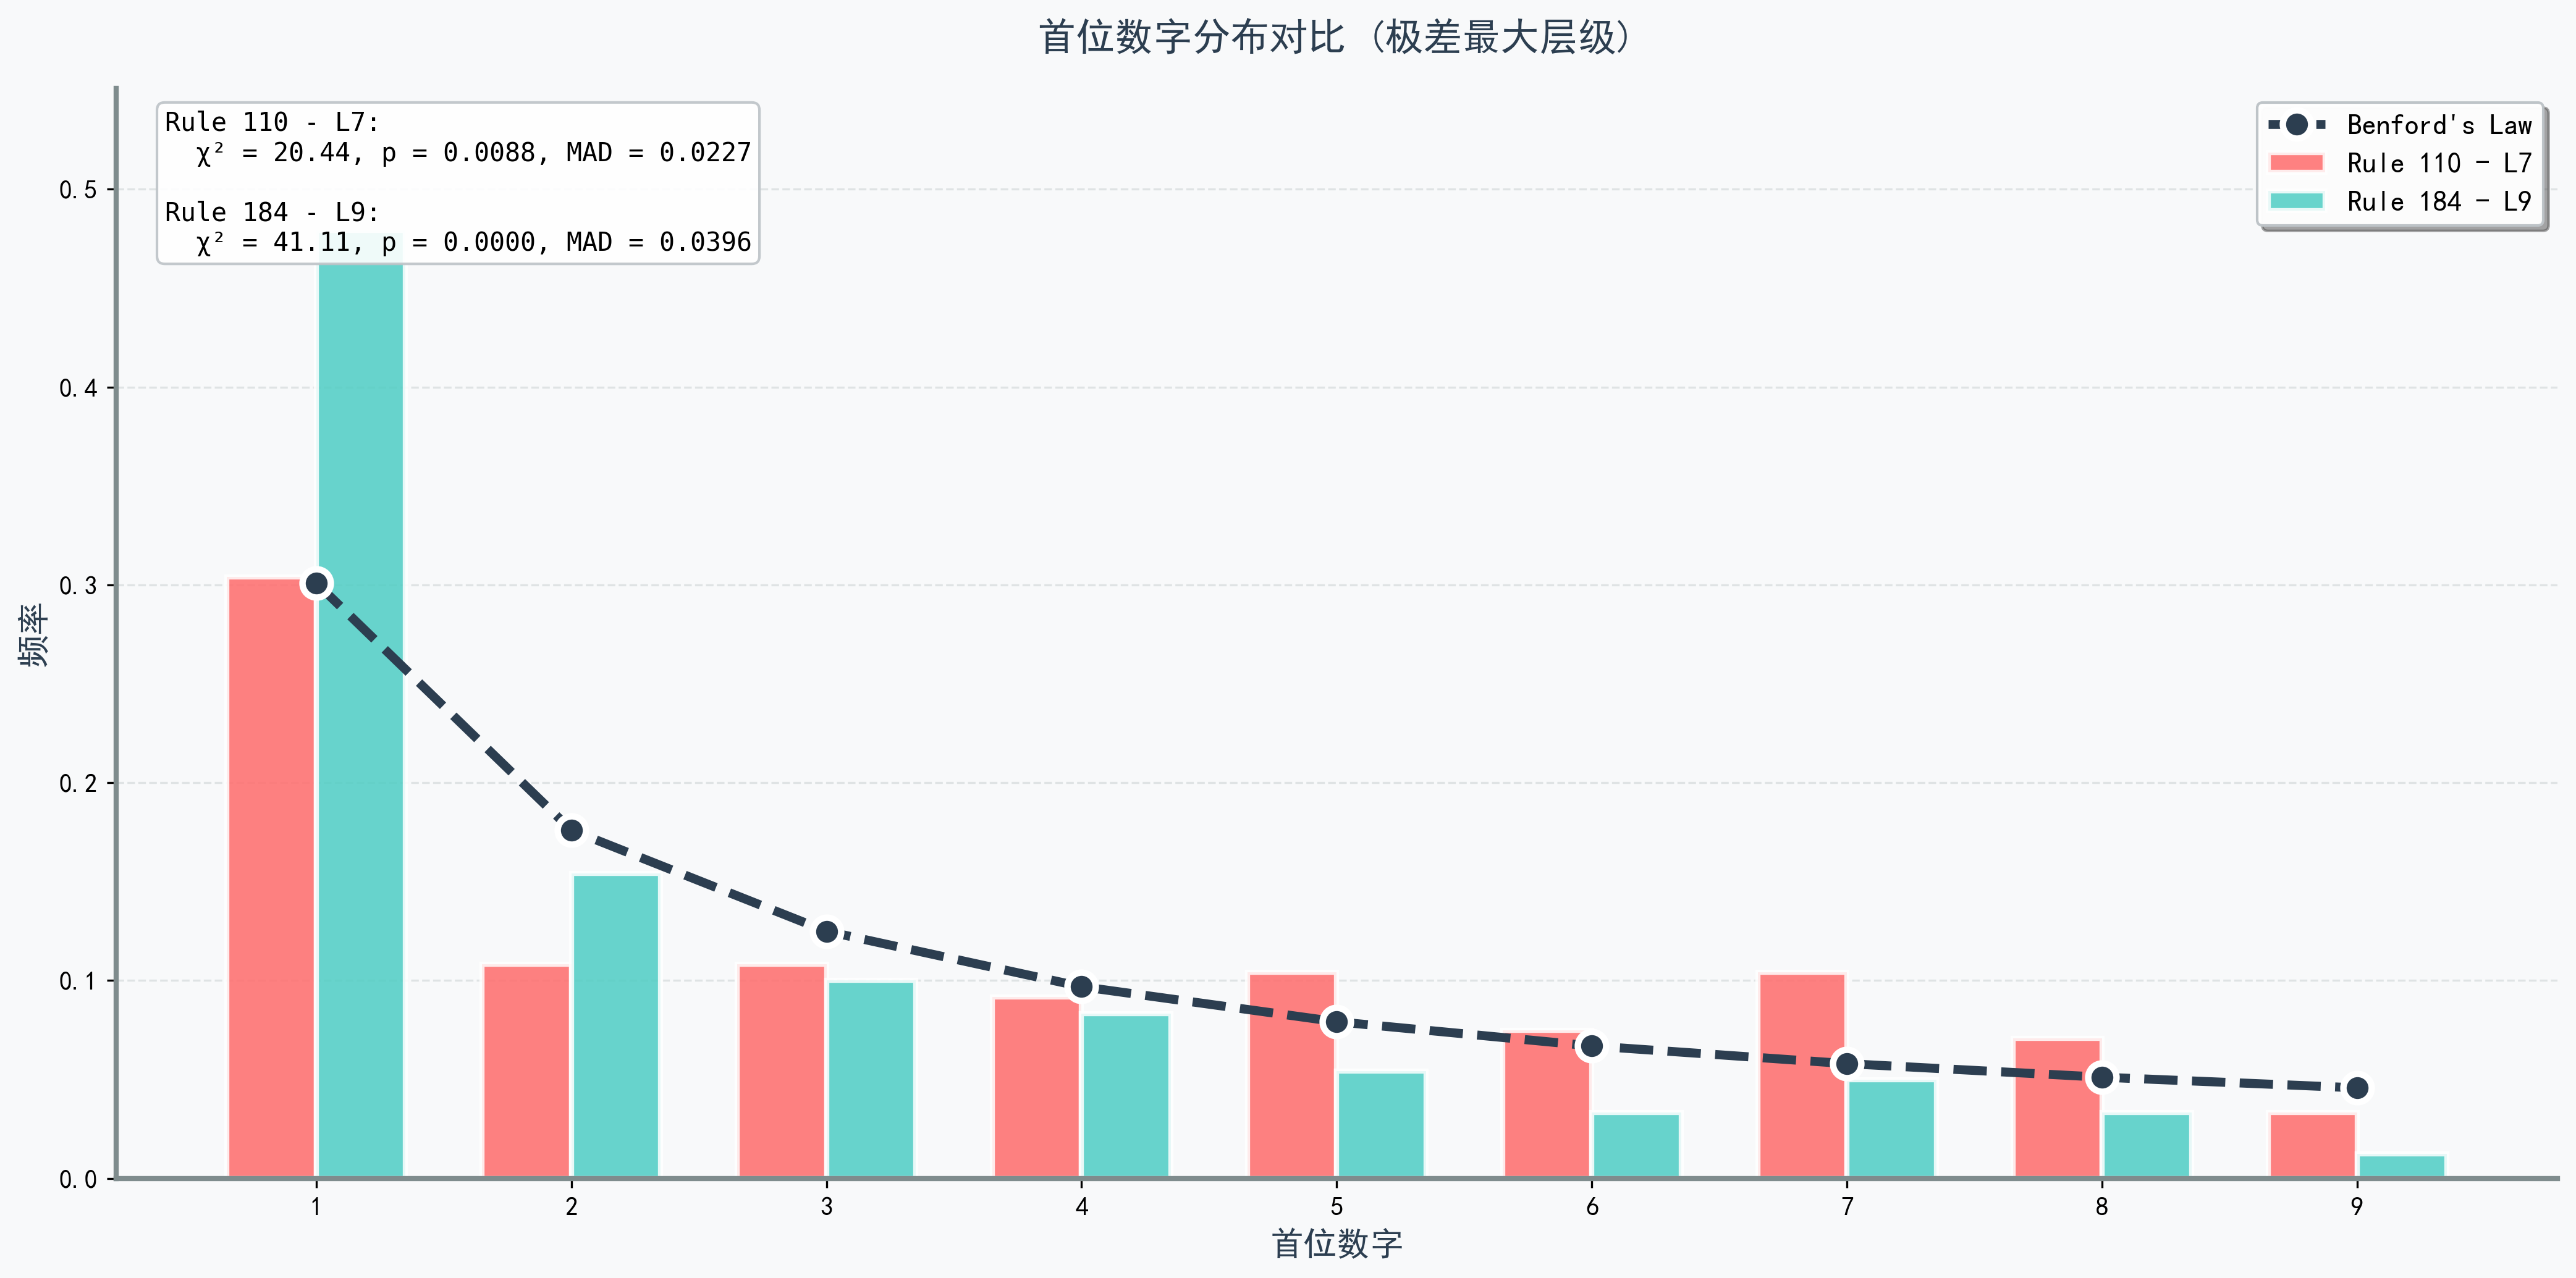 首位数字分布对比 (极差最大层级)
Rule 110 - L7:
χ² = 20.44, p = 0.0088, MAD = 0.0227
Rule 184 - L9:
χ² = 41.11, p = 0.0000, MAD = 0.0396
Benford's Law
Rule 110 - L7
Rule 184 - L9
频率
0.5
0.4
0.3
0.2
0.1
0.0
1 2 3 4 5 6 7 8 9
首位数字